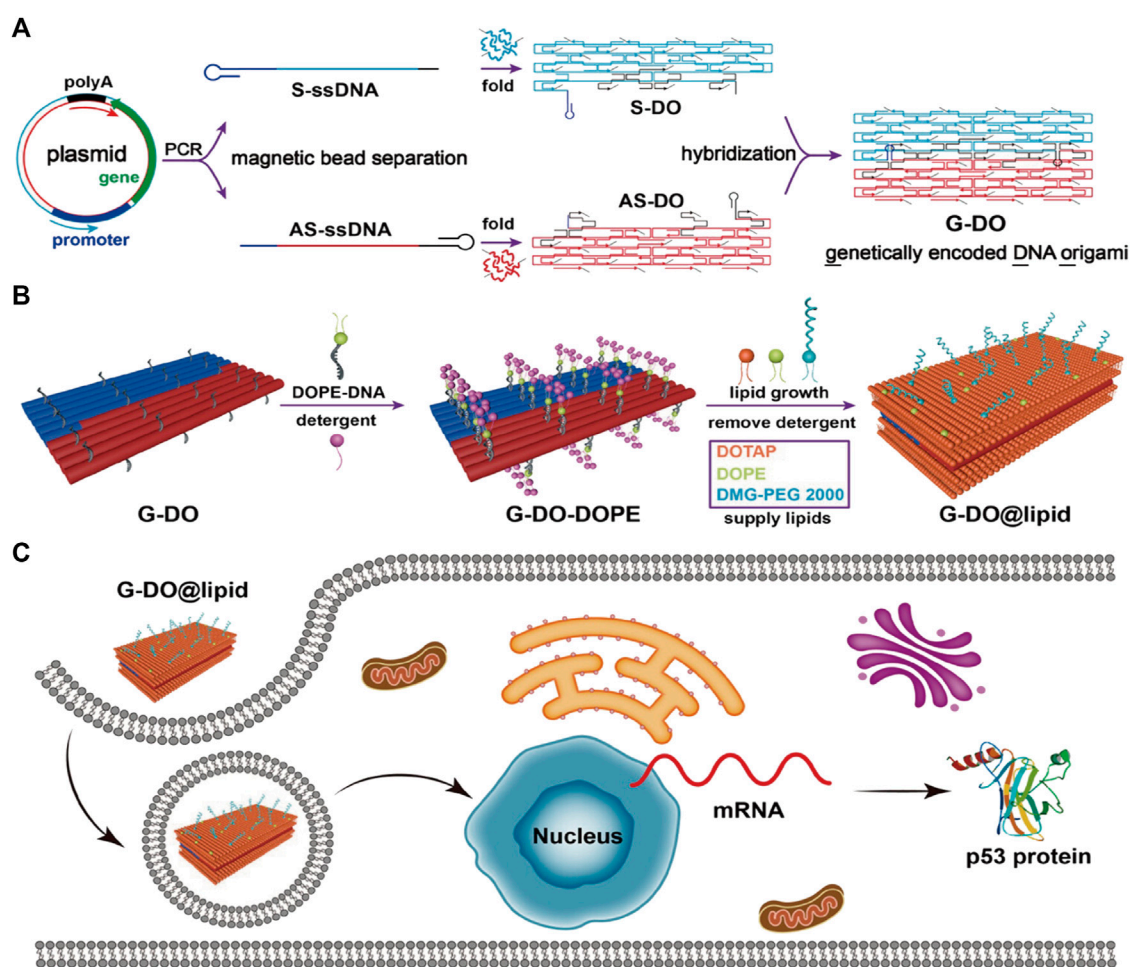 A
polyA
plasmid
gene
promoter
PCR
S-ssDNA
magnetic bead separation
AS-ssDNA
fold
S-DO
fold
AS-DO
hybridization
G-DO
genetically encoded DNA origami
B
G-DO
DOPE-DNA
detergent
G-DO-DOPE
lipid growth
remove detergent
DOTAP
DOPE
DMG-PEG 2000
supply lipids
G-DO@lipid
C
G-DO@lipid
Nucleus
mRNA
p53 protein